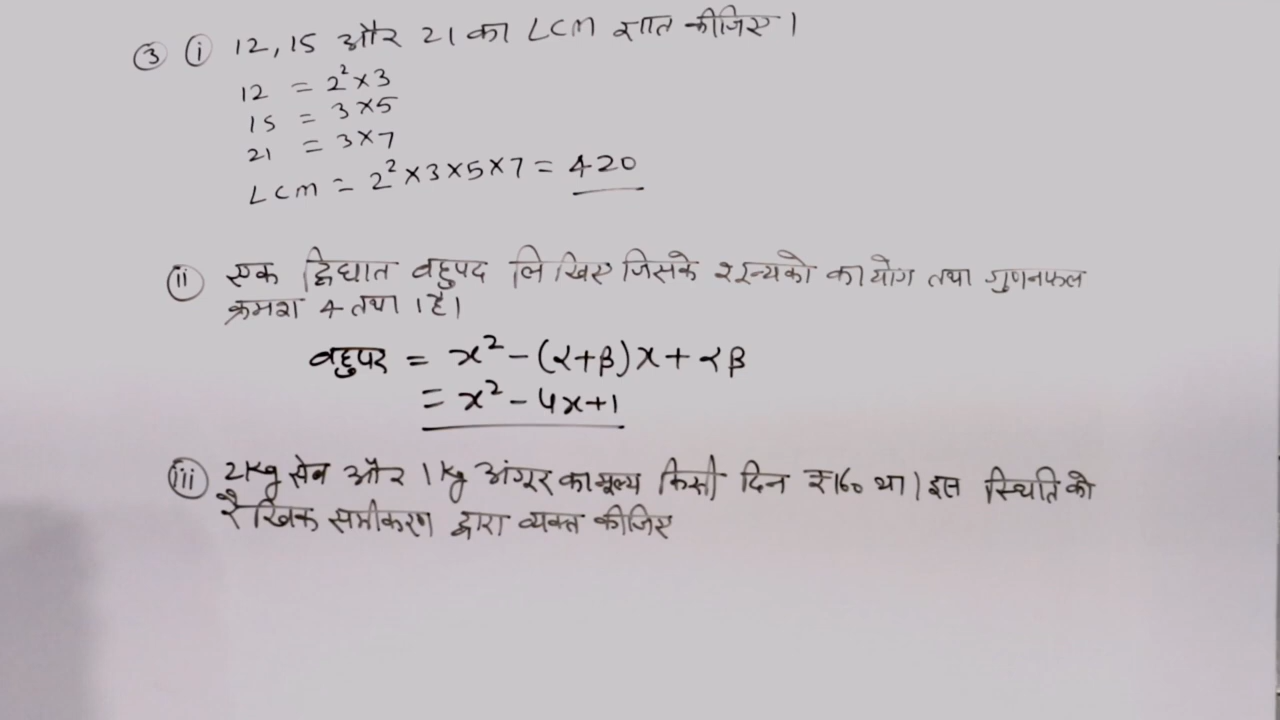 ③ ⓘ 12, 15 और 21 का LCM ज्ञात कीजिए।
12 = 2² × 3
15 = 3 × 5
21 = 3 × 7
LCM = 2² × 3 × 5 × 7 = 420
ⅱ एक द्विघात बहुपद लिखिए जिसके शून्यको का योग तथा गुणनफल
क्रमश 4 तथा 1 है।
बहुपद = x² - (α+β)x + αβ
= x² - 4x + 1
ⅲ 2kg सेब और 1kg अंगूर का मूल्य किसी दिन ₹160 था। इस स्थिति को
रैखिक समीकरण द्वारा व्यक्त कीजिए